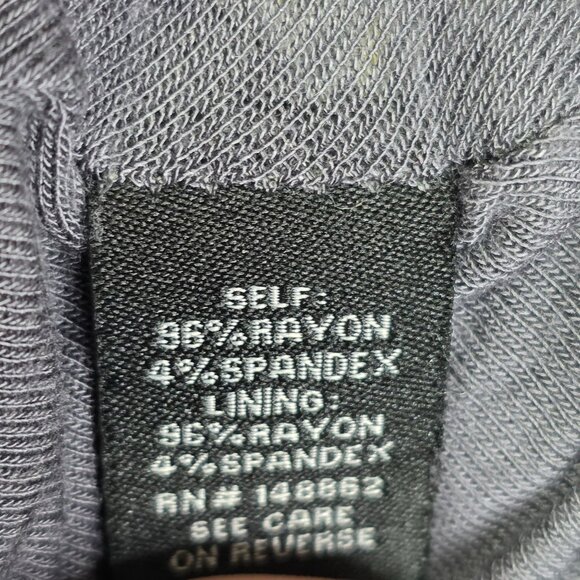 SELF:
96%RAYON
4%SPANDEX
LINING:
96%RAYON
4%SPANDEX
RN# 148862
SEE CARE
ON REVERSE